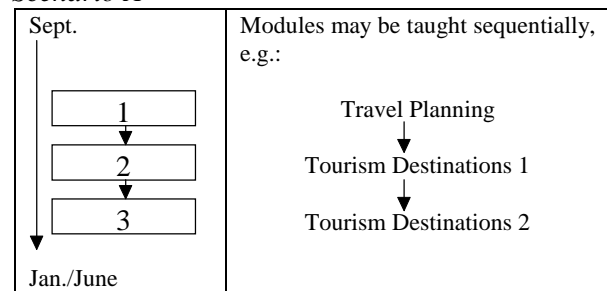 Sept.
1
2
3
Jan./June
Modules may be taught sequentially,
e.g.:
Travel Planning
Tourism Destinations 1
Tourism Destinations 2